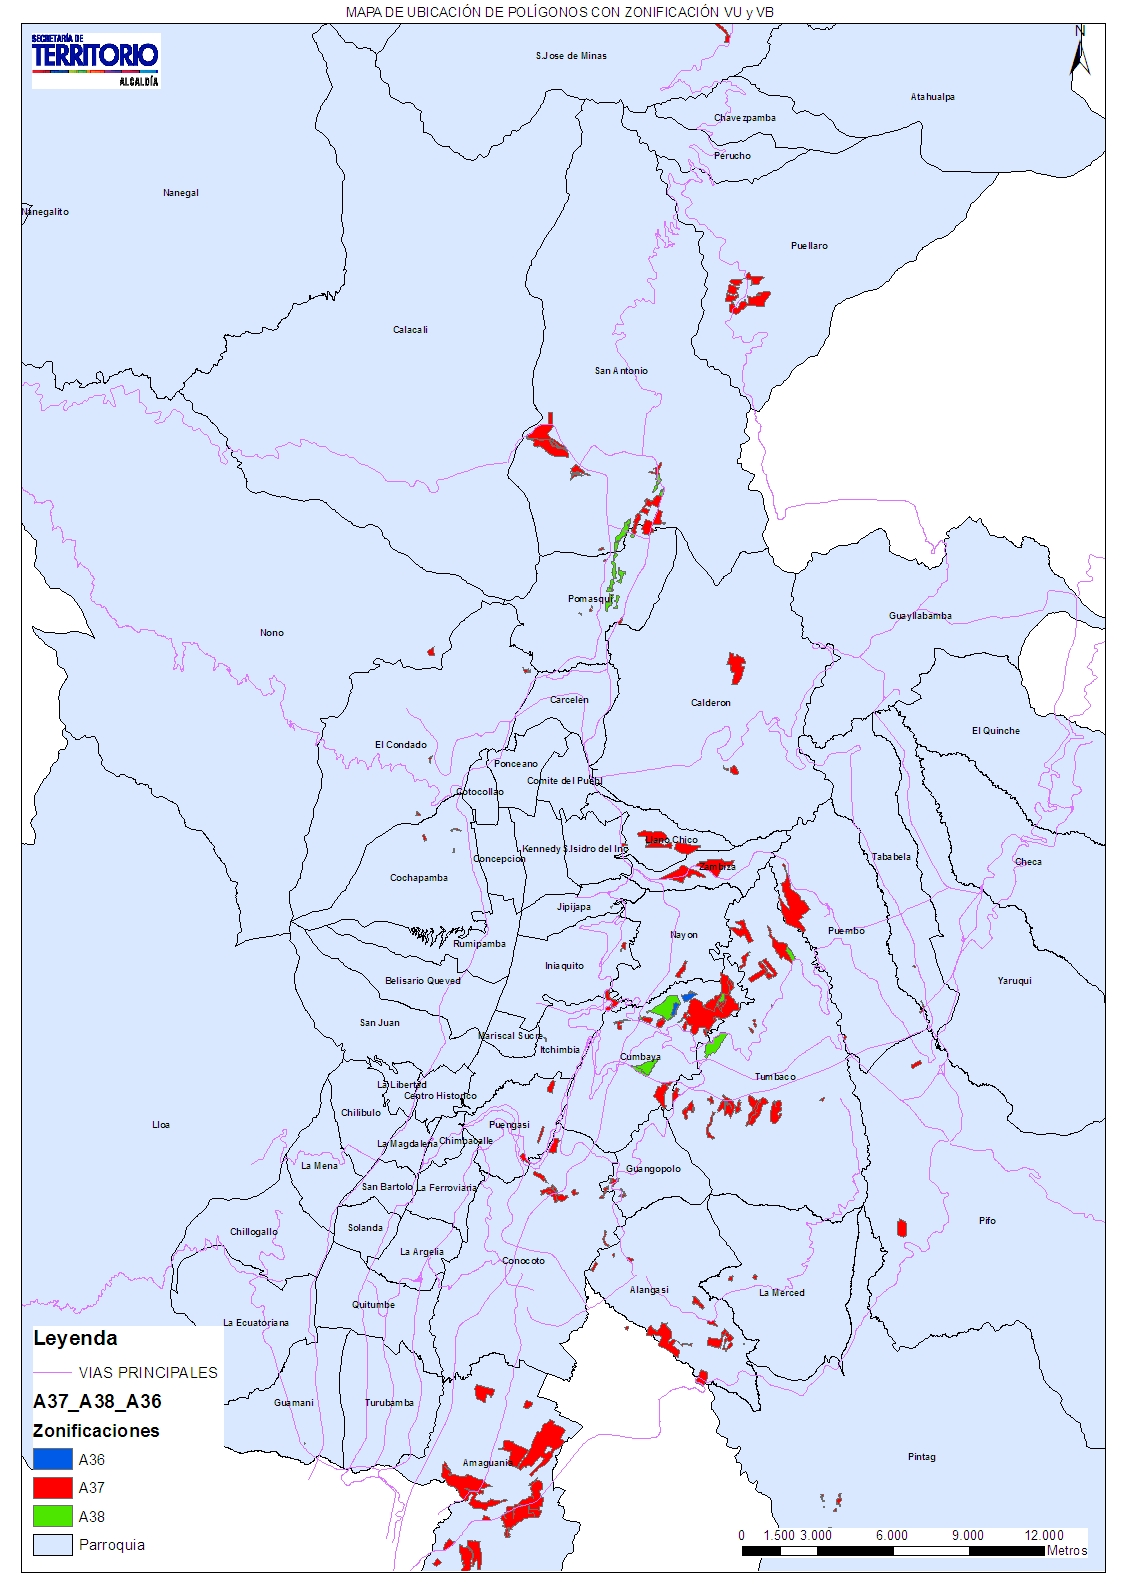 MAPA DE UBICACIÓN DE POLÍGONOS CON ZONIFICACIÓN VU y VB
SECRETARÍA DE
TERRITORIO
ALCALDÍA
N
S.Jose de Minas
Atahualpa
Chavezpamba
Perucho
Nanegal
Nanegalito
Puellaro
Calacali
San Antonio
Pomasqui
Guayllabamba
Nono
Carcelen
Calderon
El Quinche
El Condado
Ponceano
Comite del Puebl
Cotocollao
Llano Chico
Kennedy
S.Isidro del Inc
Concepcion
Tababela
Checa
Zambiza
Cochapamba
Jipijapa
Nayon
Puembo
Rumipamba
Iniaquito
Belisario Queved
Yaruqui
San Juan
Mariscal Sucre
Itchimbia
Cumbaya
Tumbaco
La Libertad
Centro Historico
Chilibulo
Lloa
Puengasi
La Magdalena
Chimbacalle
La Mena
Guangopolo
San Bartolo
La Ferroviaria
Pifo
Chillogallo
Solanda
La Argelia
Conocoto
Alangasi
La Merced
Quitumbe
La Ecuatoriana
Guamani
Turubamba
Amaguania
Pintag
Leyenda
VIAS PRINCIPALES
A37_A38_A36
Zonificaciones
A36
A37
A38
Parroquia
0 1.500 3.000 6.000 9.000 12.000
Metros